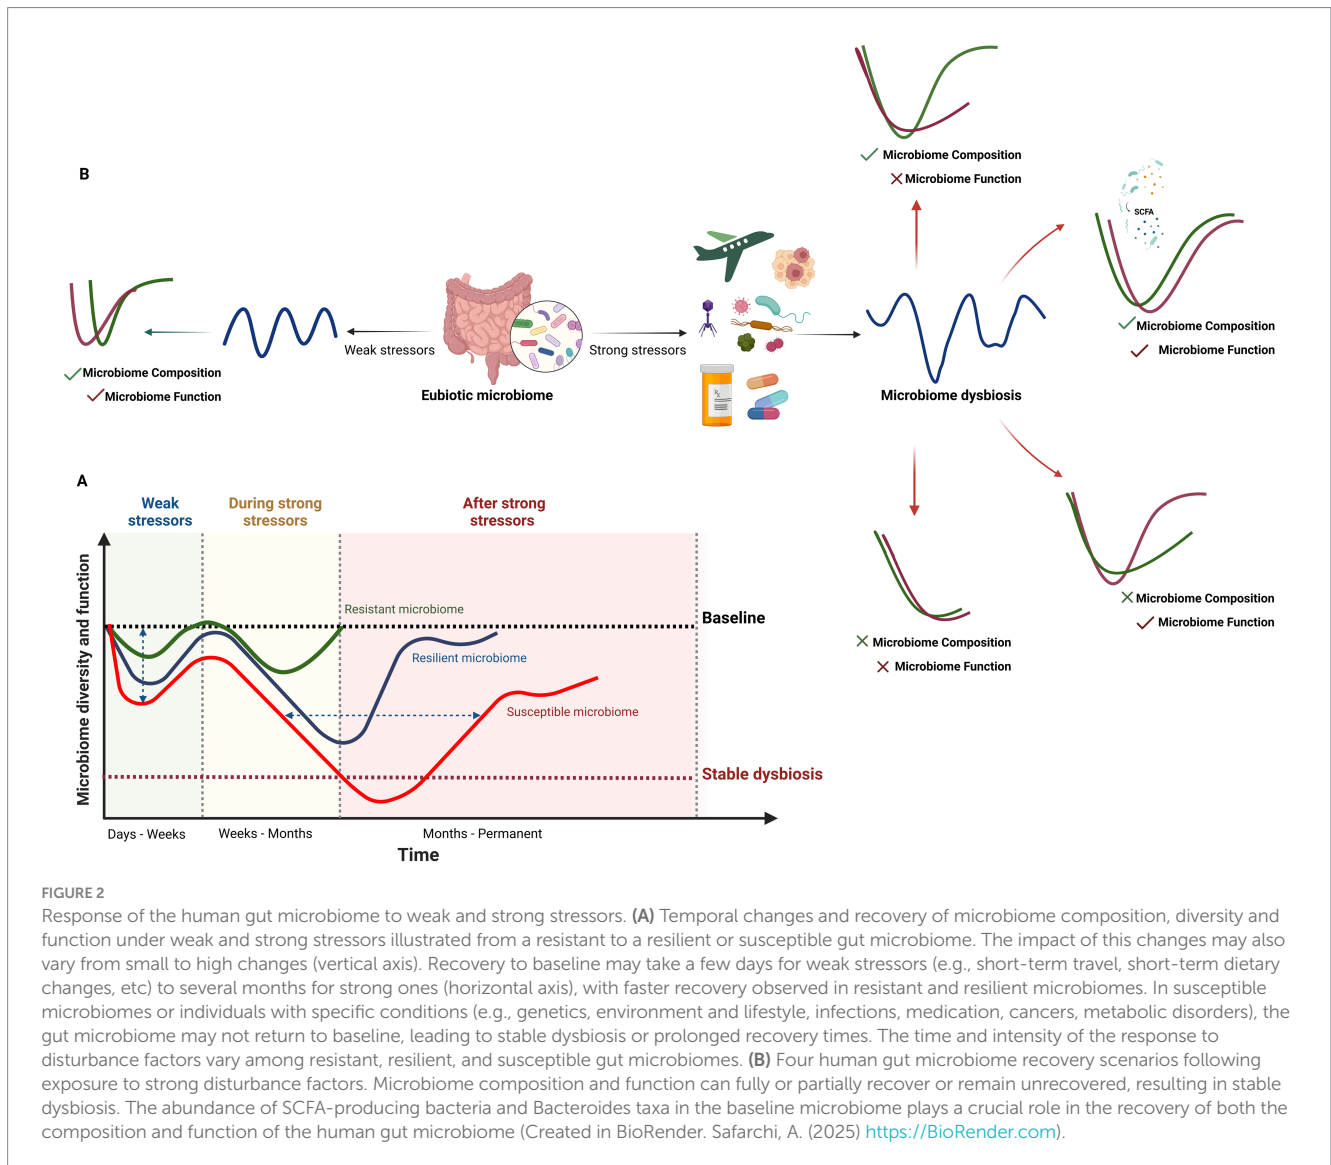 B
Microbiome Composition
Microbiome Function
SCFA
Microbiome Composition
Microbiome Function
Weak stressors
Strong stressors
Microbiome Composition
Microbiome Function
Eubiotic microbiome
Rx
Microbiome dysbiosis
Microbiome Composition
Microbiome Function
Microbiome Composition
Microbiome Function
A
Weak
stressors
During strong
stressors
After strong
stressors
Microbiome diversity and function
Resistant microbiome
Baseline
Resilient microbiome
Susceptible microbiome
Stable dysbiosis
Days - Weeks
Weeks - Months
Months - Permanent
Time
FIGURE 2
Response of the human gut microbiome to weak and strong stressors. (A) Temporal changes and recovery of microbiome composition, diversity and
function under weak and strong stressors illustrated from a resistant to a resilient or susceptible gut microbiome. The impact of this changes may also
vary from small to high changes (vertical axis). Recovery to baseline may take a few days for weak stressors (e.g., short-term travel, short-term dietary
changes, etc) to several months for strong ones (horizontal axis), with faster recovery observed in resistant and resilient microbiomes. In susceptible
microbiomes or individuals with specific conditions (e.g., genetics, environment and lifestyle, infections, medication, cancers, metabolic disorders), the
gut microbiome may not return to baseline, leading to stable dysbiosis or prolonged recovery times. The time and intensity of the response to
disturbance factors vary among resistant, resilient, and susceptible gut microbiomes. (B) Four human gut microbiome recovery scenarios following
exposure to strong disturbance factors. Microbiome composition and function can fully or partially recover or remain unrecovered, resulting in stable
dysbiosis. The abundance of SCFA-producing bacteria and Bacteroides taxa in the baseline microbiome plays a crucial role in the recovery of both the
composition and function of the human gut microbiome (Created in BioRender. Safarchi, A. (2025) https://BioRender.com).